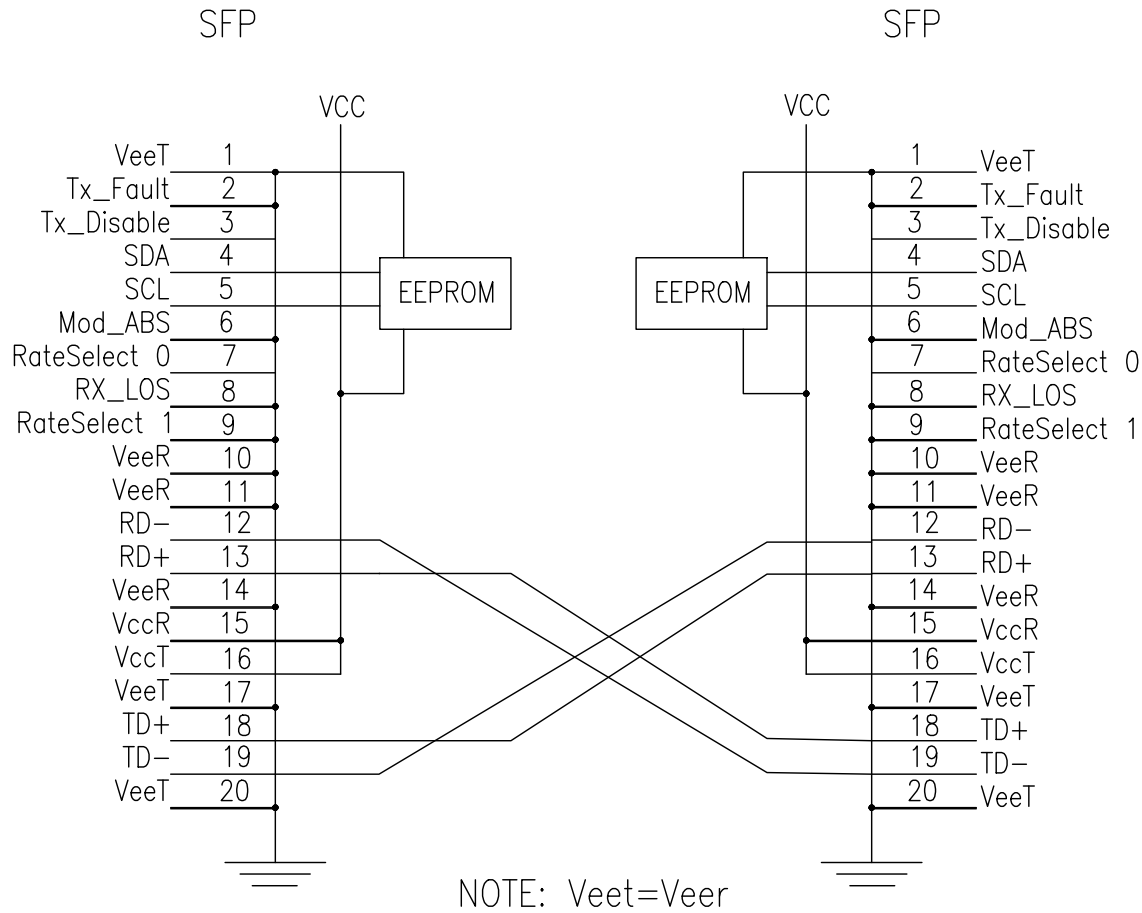 SFP SFP
VCC VCC
VeeT 1 1 VeeT
Tx_Fault 2 2 Tx_Fault
Tx_Disable 3 3 Tx_Disable
SDA 4 4 SDA
SCL 5 EEPROM EEPROM 5 SCL
Mod_ABS 6 6 Mod_ABS
RateSelect 0 7 7 RateSelect 0
RX_LOS 8 8 RX_LOS
RateSelect 1 9 9 RateSelect 1
VeeR 10 10 VeeR
VeeR 11 11 VeeR
RD- 12 12 RD-
RD+ 13 13 RD+
VeeR 14 14 VeeR
VccR 15 15 VccR
VccT 16 16 VccT
VeeT 17 17 VeeT
TD+ 18 18 TD+
TD- 19 19 TD-
VeeT 20 20 VeeT
NOTE: Veet=Veer